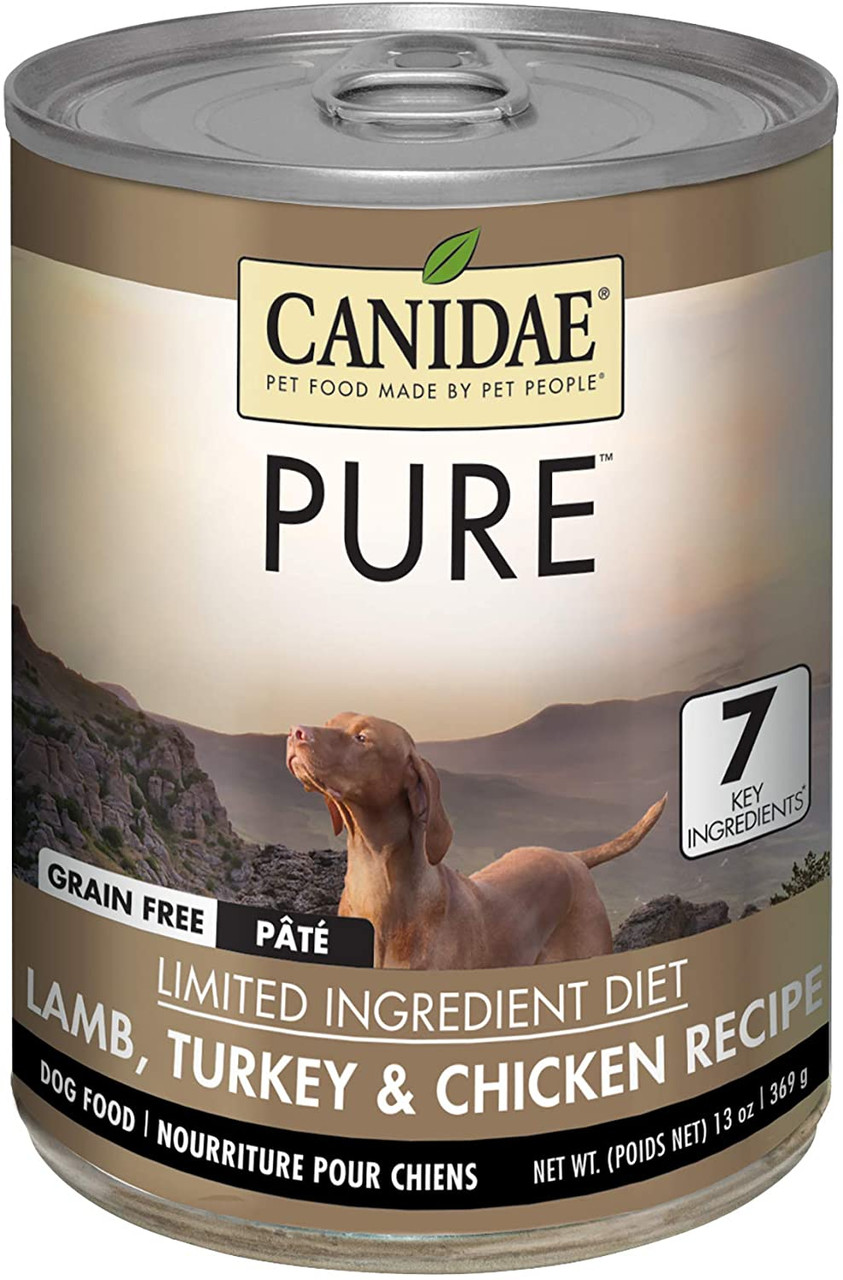 CANIDAE®
PET FOOD MADE BY PET PEOPLE®
PURE™
7
KEY
INGREDIENTS*
GRAIN FREE
PÂTÉ
LIMITED INGREDIENT DIET
LAMB, TURKEY & CHICKEN RECIPE
DOG FOOD | NOURRITURE POUR CHIENS
NET WT. (POIDS NET) 13 oz | 369 g